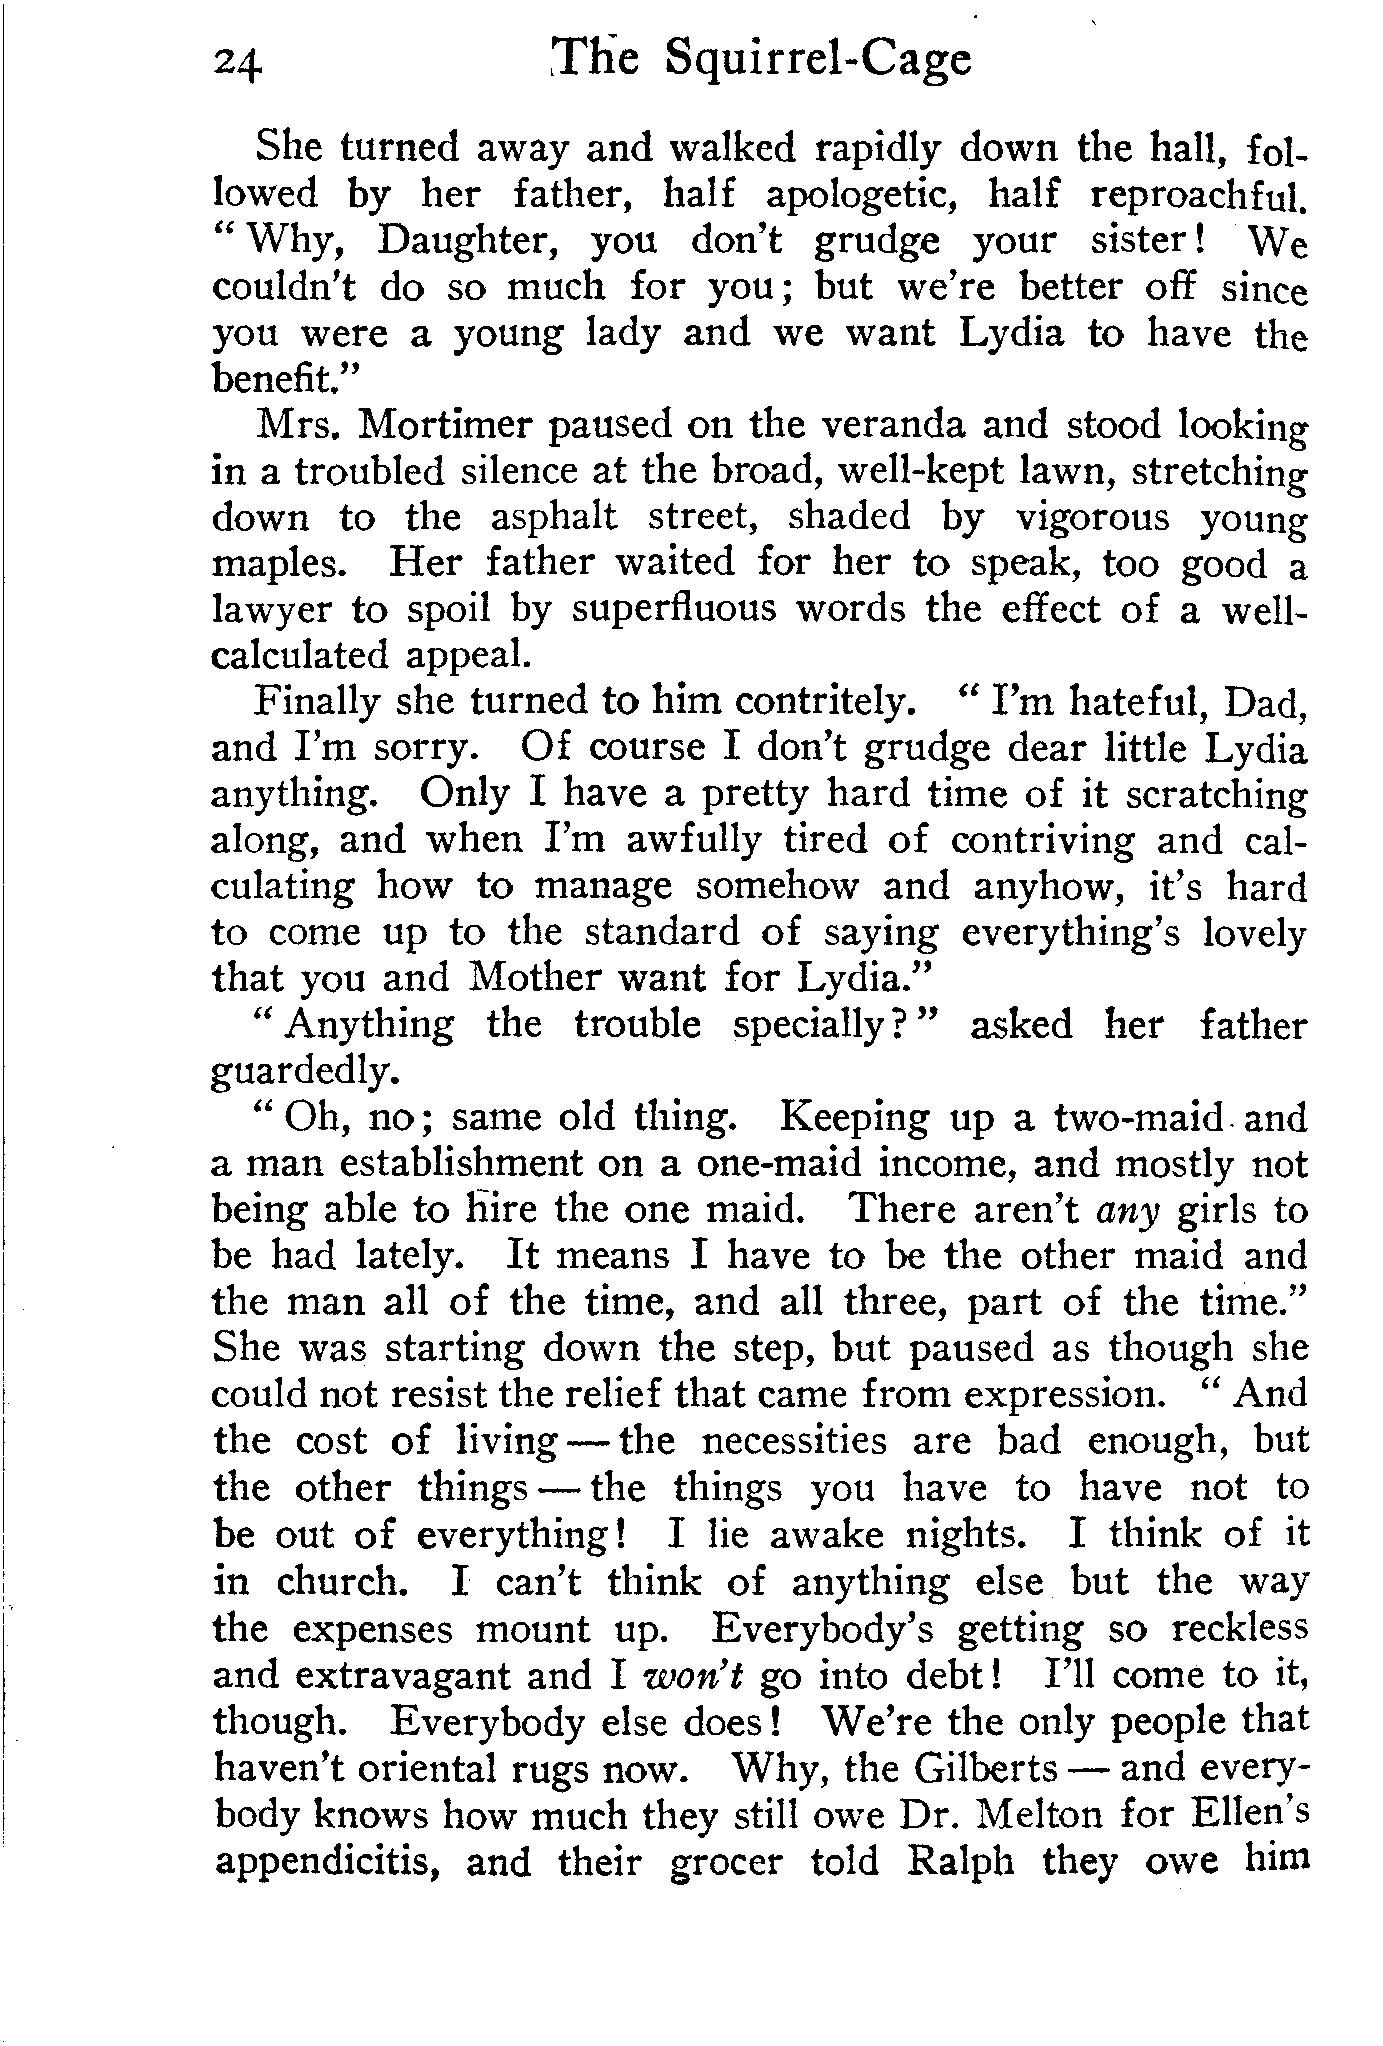 24 The Squirrel-Cage
She turned away and walked rapidly down the hall, fol-
lowed by her father, half apologetic, half reproachful.
" Why, Daughter, you don't grudge your sister! We
couldn't do so much for you; but we're better off since
you were a young lady and we want Lydia to have the
benefit."
Mrs. Mortimer paused on the veranda and stood looking
in a troubled silence at the broad, well-kept lawn, stretching
down to the asphalt street, shaded by vigorous young
maples. Her father waited for her to speak, too good a
lawyer to spoil by superfluous words the effect of a well-
calculated appeal.
Finally she turned to him contritely. " I'm hateful, Dad,
and I'm sorry. Of course I don't grudge dear little Lydia
anything. Only I have a pretty hard time of it scratching
along, and when I'm awfully tired of contriving and cal-
culating how to manage somehow and anyhow, it's hard
to come up to the standard of saying everything's lovely
that you and Mother want for Lydia."
" Anything the trouble specially? " asked her father
guardedly.
" Oh, no; same old thing. Keeping up a two-maid and
a man establishment on a one-maid income, and mostly not
being able to hire the one maid. There aren't any girls to
be had lately. It means I have to be the other maid and
the man all of the time, and all three, part of the time."
She was starting down the step, but paused as though she
could not resist the relief that came from expression. " And
the cost of living — the necessities are bad enough, but
the other things — the things you have to have not to
be out of everything! I lie awake nights. I think of it
in church. I can't think of anything else but the way
the expenses mount up. Everybody's getting so reckless
and extravagant and I won't go into debt! I'll come to it,
though. Everybody else does! We're the only people that
haven't oriental rugs now. Why, the Gilberts — and every-
body knows how much they still owe Dr. Melton for Ellen's
appendicitis, and their grocer told Ralph they owe him